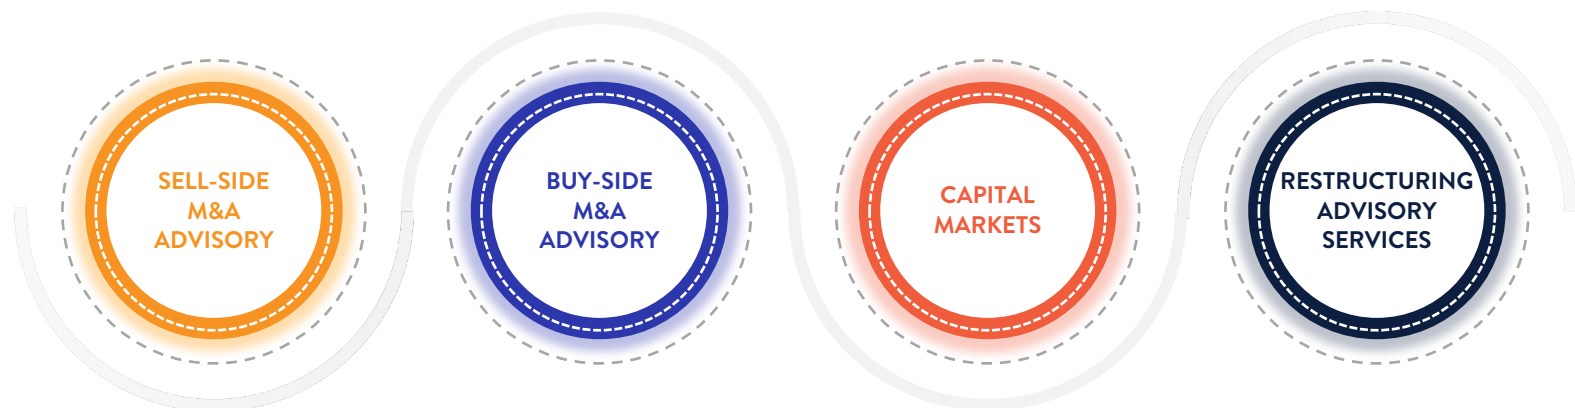 SELL-SIDE
M&A
ADVISORY
BUY-SIDE
M&A
ADVISORY
CAPITAL
MARKETS
RESTRUCTURING
ADVISORY
SERVICES